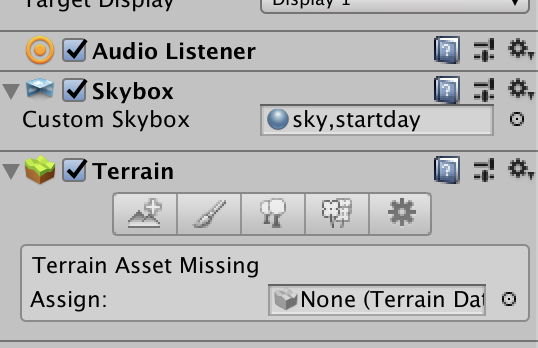 Target Display
Display 1
Audio Listener
Skybox
Custom Skybox
sky,startday
Terrain
Terrain Asset Missing
Assign:
None (Terrain Dat